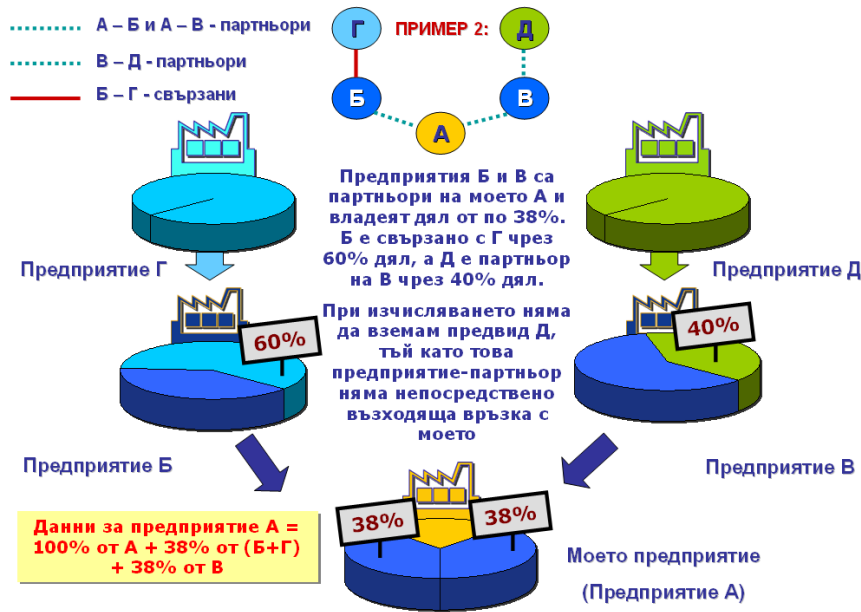 А – Б и А – В - партньори
В – Д - партньори
Б – Г - свързани
Г
ПРИМЕР 2:
Д
Б
В
А
Предприятия Б и В са
партньори на моето А и
владеят дял от по 38%.
Б е свързано с Г чрез
60% дял, а Д е партньор
на В чрез 40% дял.
При изчисляването няма
да вземам предвид Д,
тъй като това
предприятие-партньор
няма непосредствено
възходяща връзка с
моето
Предприятие Г
Предприятие Д
60%
40%
Предприятие Б
Предприятие В
38%
38%
Данни за предприятие А =
100% от А + 38% от (Б+Г)
+ 38% от В
Моето предприятие
(Предприятие А)